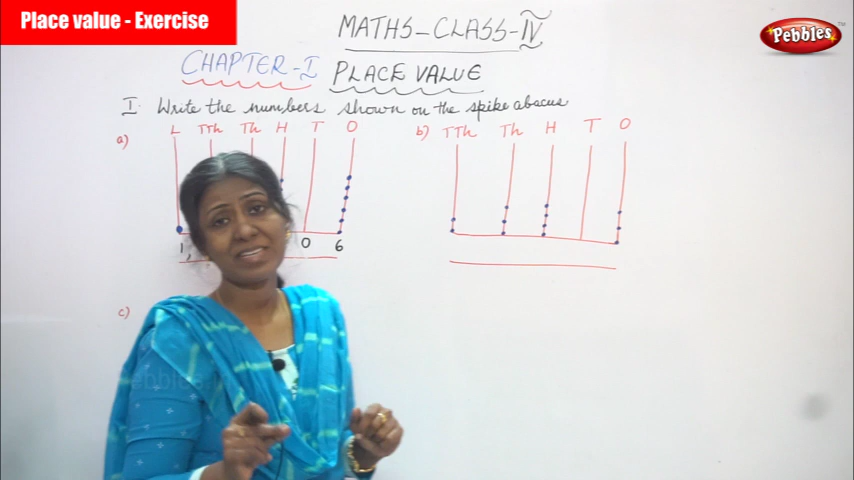 Place value - Exercise
MATHS-CLASS-IV
Pebbles™
CHAPTER-I PLACE VALUE
I. Write the numbers shown on the spike abacus
a) L TTh Th H T O
b) TTh Th H T O
1, 0 6
c)
Pebbles